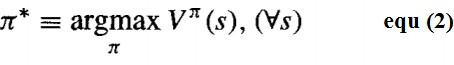 π* ≡ argmax V^π(s), (∀s) equ (2)
π